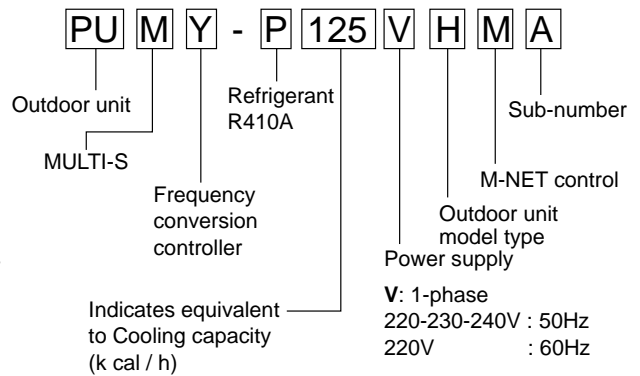 PU M Y - P 125 V H M A
Outdoor unit
MULTI-S
Frequency
conversion
controller
Refrigerant
R410A
Indicates equivalent
to Cooling capacity
(k cal / h)
Sub-number
M-NET control
Outdoor unit
model type
Power supply
V: 1-phase
220-230-240V : 50Hz
220V : 60Hz